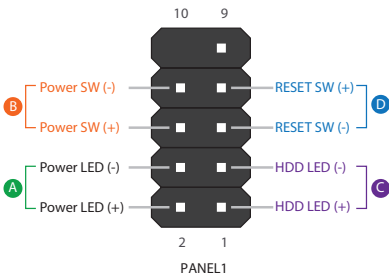 10 9
Power SW (-) RESET SW (+)
B D
Power SW (+) RESET SW (-)
Power LED (-) HDD LED (-)
A C
Power LED (+) HDD LED (+)
2 1
PANEL1